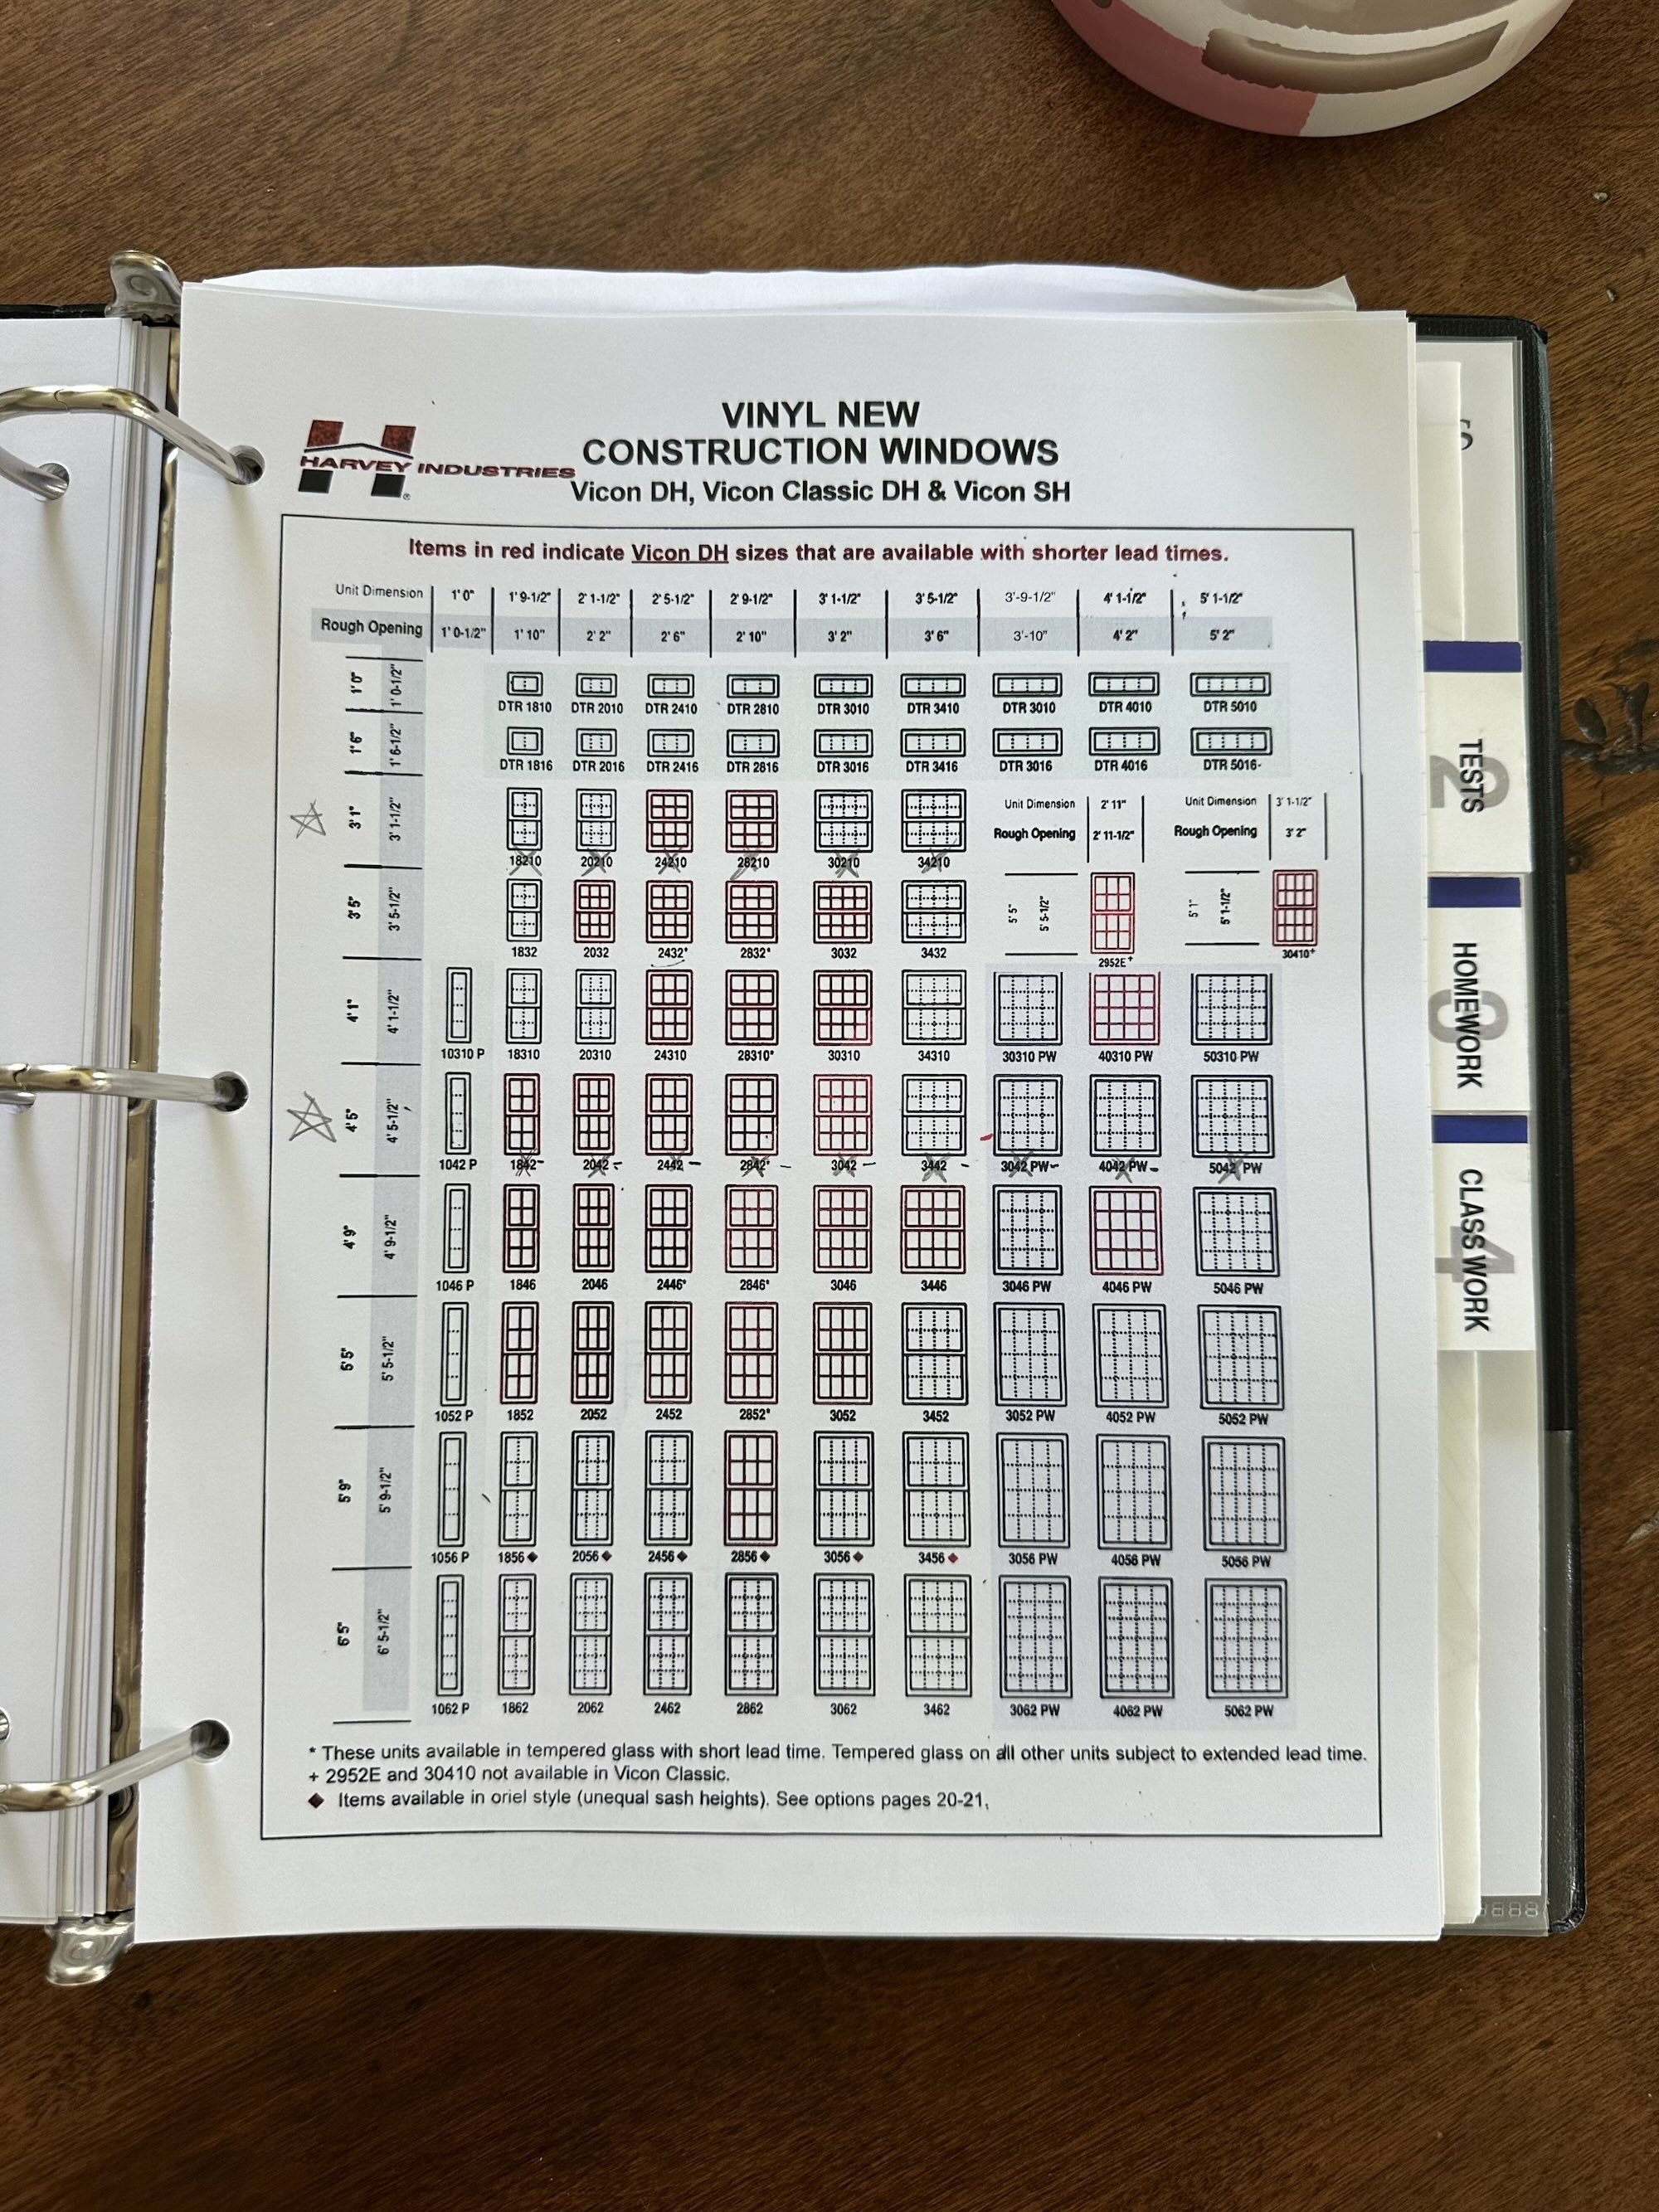 VINYL NEW
CONSTRUCTION WINDOWS
HARVEY INDUSTRIES
®
Vicon DH, Vicon Classic DH & Vicon SH
Items in red indicate Vicon DH sizes that are available with shorter lead times.
Unit Dimension 1' 0" 1' 9-1/2" 2' 1-1/2" 2' 5-1/2" 2' 9-1/2" 3' 1-1/2" 3' 5-1/2" 3'-9-1/2" 4' 1-1/2" 5' 1-1/2"
Rough Opening 1' 0-1/2" 1' 10" 2' 2" 2' 6" 2' 10" 3' 2" 3' 6" 3'-10" 4' 2" 5' 2"
1' 0" 1' 0-1/2"
DTR 1810 DTR 2010 DTR 2410 DTR 2810 DTR 3010 DTR 3410 DTR 3010 DTR 4010 DTR 5010
1' 6" 1' 6-1/2"
DTR 1816 DTR 2016 DTR 2416 DTR 2816 DTR 3016 DTR 3416 DTR 3016 DTR 4016 DTR 5016
3' 1" 3' 1-1/2"
Unit Dimension 2' 11" Unit Dimension 3' 1-1/2"
Rough Opening 2' 11-1/2" Rough Opening 3' 2"
18210 20210 24210 28210 30210 34210
3' 5" 3' 5-1/2"
5' 5" 5' 5-1/2" 5' 1" 5' 1-1/2"
1832 2032 2432* 2832* 3032 3432 2952E+ 30410+
4' 1" 4' 1-1/2"
10310 P 18310 20310 24310 28310* 30310 34310 30310 PW 40310 PW 50310 PW
4' 5" 4' 5-1/2"
1042 P 1842 2042 2442 2842* 3042 3442 3042 PW 4042 PW 5042 PW
4' 9" 4' 9-1/2"
1046 P 1846 2046 2446* 2846* 3046 3446 3046 PW 4046 PW 5046 PW
5' 5-1/2"
1052 P 1852 2052 2452 2852* 3052 3452 3052 PW 4052 PW 5052 PW
5' 9" 5' 9-1/2"
1056 P 1856◆ 2056◆ 2456◆ 2856◆ 3056◆ 3456◆ 3056 PW 4056 PW 5056 PW
6' 5" 6' 5-1/2"
1062 P 1862 2062 2462 2862 3062 3462 3062 PW 4062 PW 5062 PW
* These units available in tempered glass with short lead time. Tempered glass on all other units subject to extended lead time.
+ 2952E and 30410 not available in Vicon Classic.
◆ Items available in oriel style (unequal sash heights). See options pages 20-21.
2
TESTS
3
HOMEWORK
4
CLASS WORK